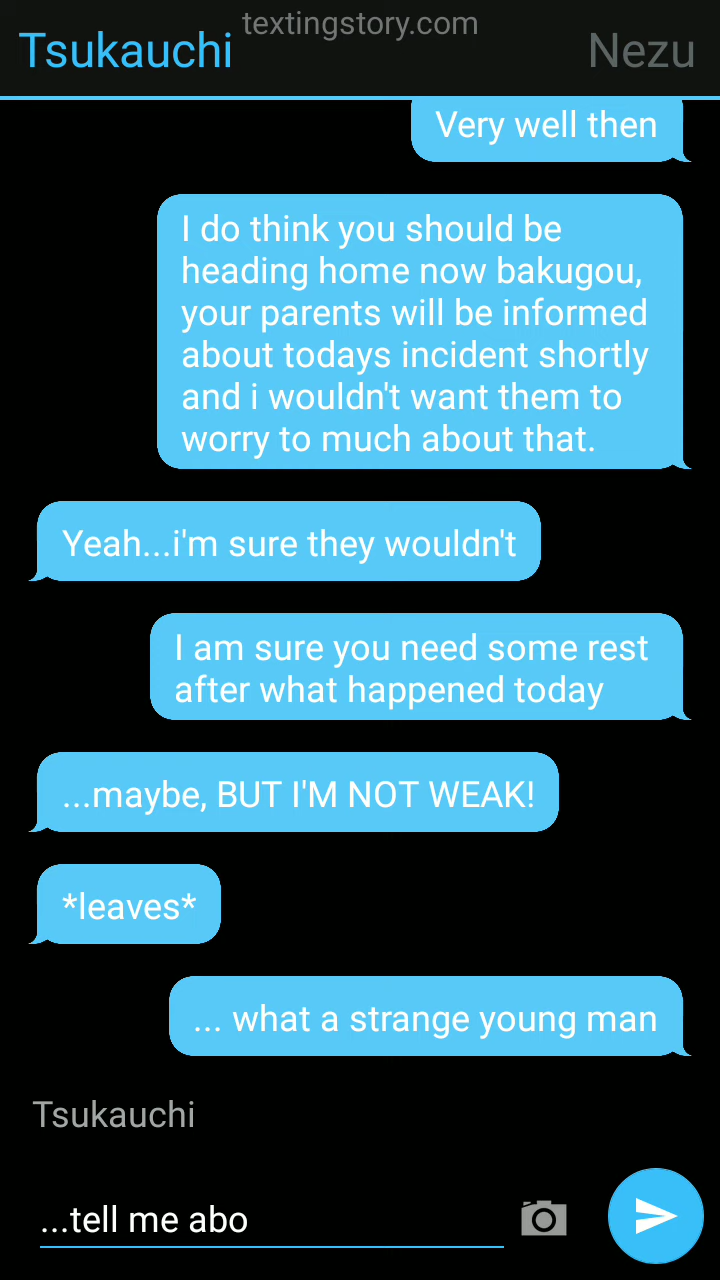 textingstory.com
Tsukauchi
Nezu
Very well then
I do think you should be
heading home now bakugou,
your parents will be informed
about todays incident shortly
and i wouldn't want them to
worry to much about that.
Yeah...i'm sure they wouldn't
I am sure you need some rest
after what happened today
...maybe, BUT I'M NOT WEAK!
*leaves*
... what a strange young man
Tsukauchi
...tell me abo